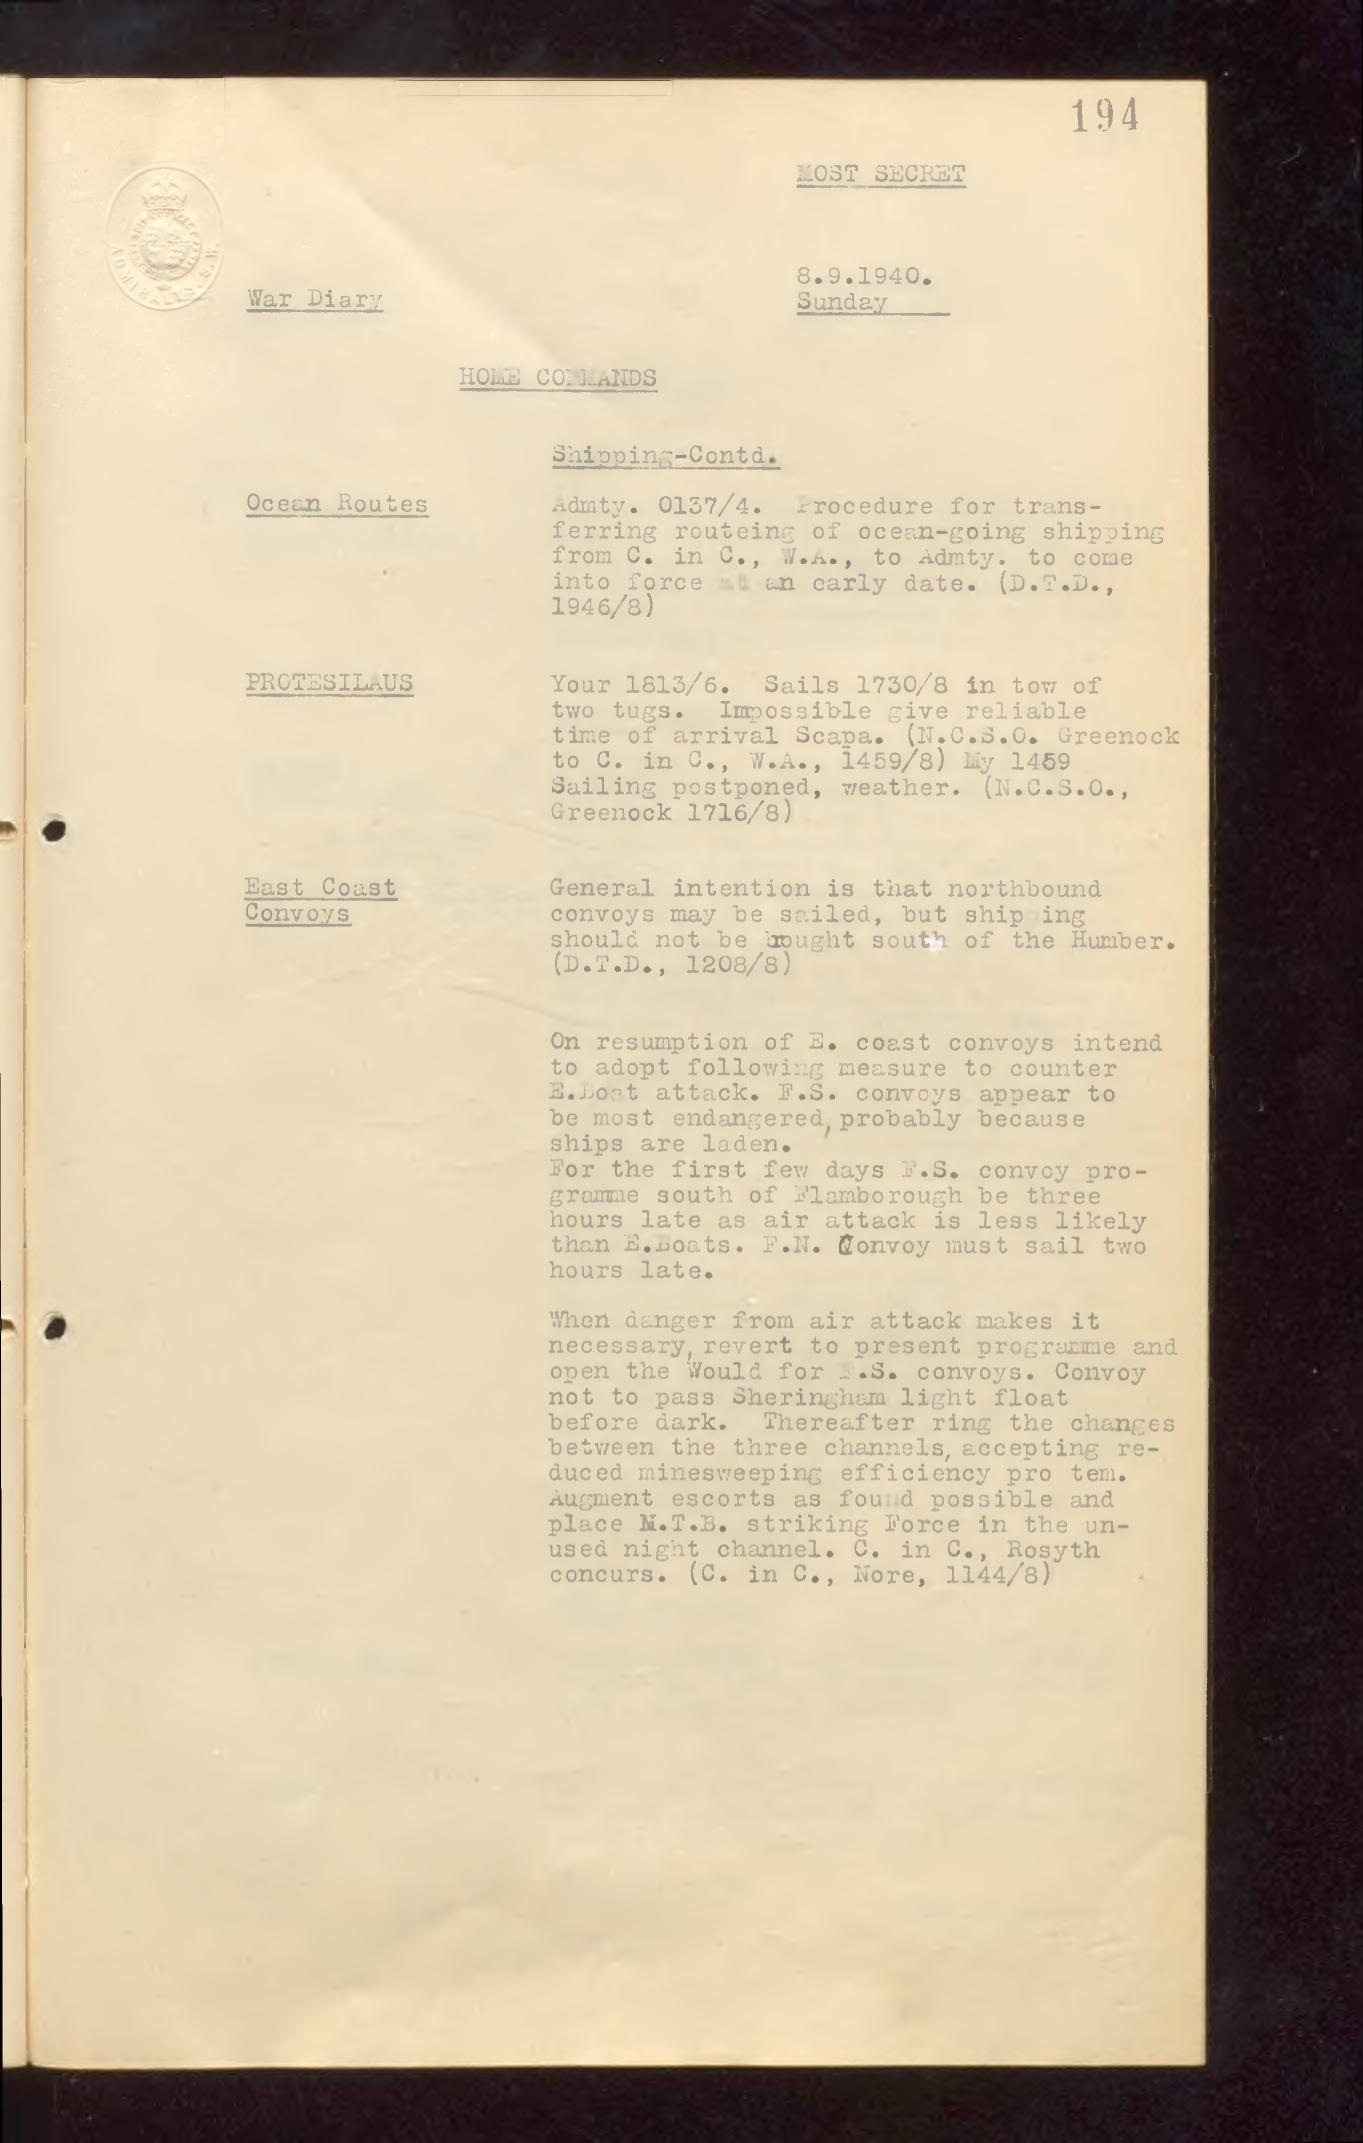 194
MOST SECRET
8.9.1940.
War Diary
Sunday
HOME COMMANDS
Shipping-Contd.
Ocean Routes
Admty. 0137/4. Procedure for trans-
ferring routeing of ocean-going shipping
from C. in C., W.A., to Admty. to come
into force at an early date. (D.T.D.,
1946/8)
PROTESILAUS
Your 1813/6. Sails 1730/8 in tow of
two tugs. Impossible give reliable
time of arrival Scapa. (N.C.S.O. Greenock
to C. in C., W.A., 1459/8) My 1459
Sailing postponed, weather. (N.C.S.O.,
Greenock 1716/8)
East Coast
Convoys
General intention is that northbound
convoys may be sailed, but ship ing
should not be brought south of the Humber.
(D.T.D., 1208/8)
On resumption of E. coast convoys intend
to adopt following measure to counter
E.Boat attack. F.S. convoys appear to
be most endangered, probably because
ships are laden.
For the first few days F.S. convoy pro-
gramme south of Flamborough be three
hours late as air attack is less likely
than E.Boats. F.N. Convoy must sail two
hours late.
When danger from air attack makes it
necessary, revert to present programme and
open the Would for F.S. convoys. Convoy
not to pass Sheringham light float
before dark. Thereafter ring the changes
between the three channels, accepting re-
duced minesweeping efficiency pro tem.
Augment escorts as found possible and
place M.T.B. striking Force in the un-
used night channel. C. in C., Rosyth
concurs. (C. in C., Nore, 1144/8)